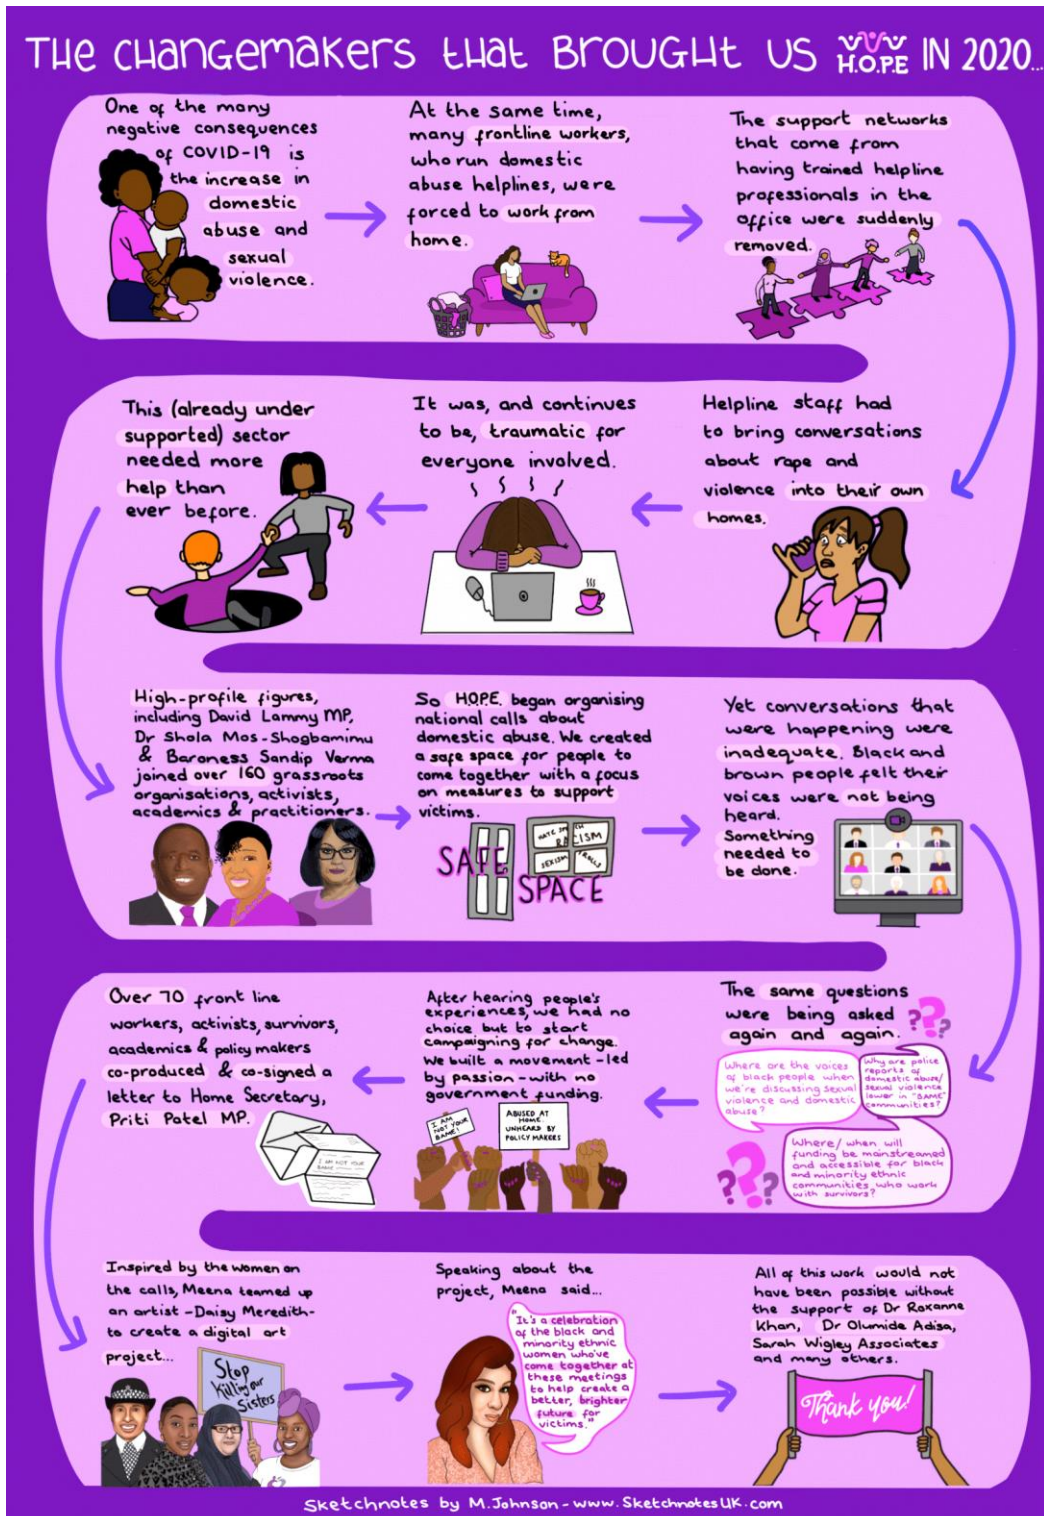 THE CHANGEMAKERS THAT BROUGHT US H.O.P.E IN 2020...
One of the many
negative consequences
of COVID-19 is
the increase in
domestic
abuse and
sexual
violence.
At the same time,
many frontline workers,
who run domestic
abuse helplines, were
forced to work from
home.
The support networks
that come from
having trained helpline
professionals in the
office were suddenly
removed.
Helpline staff had
to bring conversations
about rape and
violence into their own
homes.
It was, and continues
to be, traumatic for
everyone involved.
This (already under
supported) sector
needed more
help than
ever before.
High-profile figures,
including David Lammy MP,
Dr Shola Mos-Shogbamimu
& Baroness Sandip Verma
joined over 160 grassroots
organisations, activists,
academics & practitioners.
So H.O.P.E. began organising
national calls about
domestic abuse. We created
a safe space for people to
come together with a focus
on measures to support
victims.
SAFE
SPACE
HATE SPEECH
RACISM
SEXISM
TROLLS
Yet conversations that
were happening were
inadequate. Black and
brown people felt their
voices were not being
heard.
Something
needed to
be done.
The same questions
were being asked
again and again.
???
Where are the voices
of black people when
we're discussing sexual
violence and domestic
abuse?
Why are police
reports of
domestic abuse/
sexual violence
lower in "BAME"
communities?
Where/when will
funding be mainstreamed
and accessible for black
and minority ethnic
communities who work
with survivors?
???
After hearing people's
experiences, we had no
choice but to start
campaigning for change.
We built a movement -led
by passion-with no
government funding.
I AM
NOT YOUR
BAME!
ABUSED AT
HOME.
UNHEARD BY
POLICY MAKERS
Over 70 front line
workers, activists, survivors,
academics & policy makers
co-produced & co-signed a
letter to Home Secretary,
Priti Patel MP.
I AM NOT YOUR
BAME
Inspired by the women on
the calls, Meena teamed up
an artist -Daisy Meredith-
to create a digital art
project...
Stop
Killing our
Sisters
Speaking about the
project, Meena said...
"It's a celebration
of the black and
minority ethnic
women who've
come together at
these meetings
to help create a
better, brighter
future for
victims."
All of this work would not
have been possible without
the support of Dr Roxanne
Khan, Dr Olumide Adisa,
Sarah Wigley Associates
and many others.
Thank you!
Sketchnotes by M.Johnson-www.SketchnotesUK.com